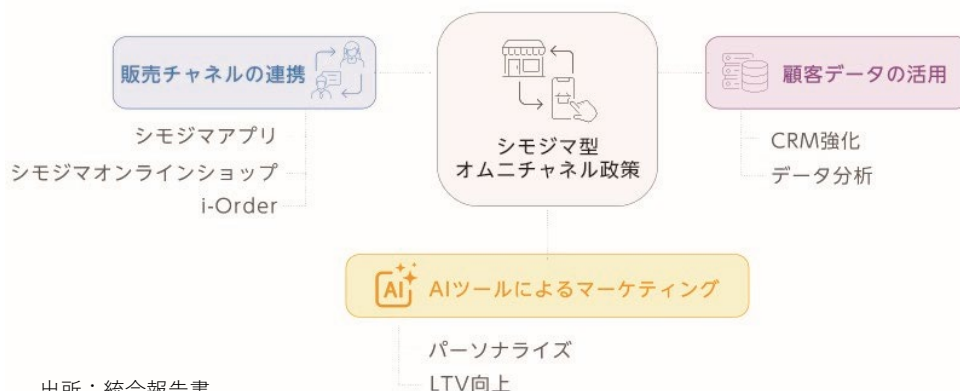 販売チャネルの連携
シモジマアプリ
シモジマオンラインショップ
i-Order
シモジマ型
オムニチャネル政策
顧客データの活用
CRM強化
データ分析
AI
AIツールによるマーケティング
パーソナライズ
LTV向上
出所：統合報告書